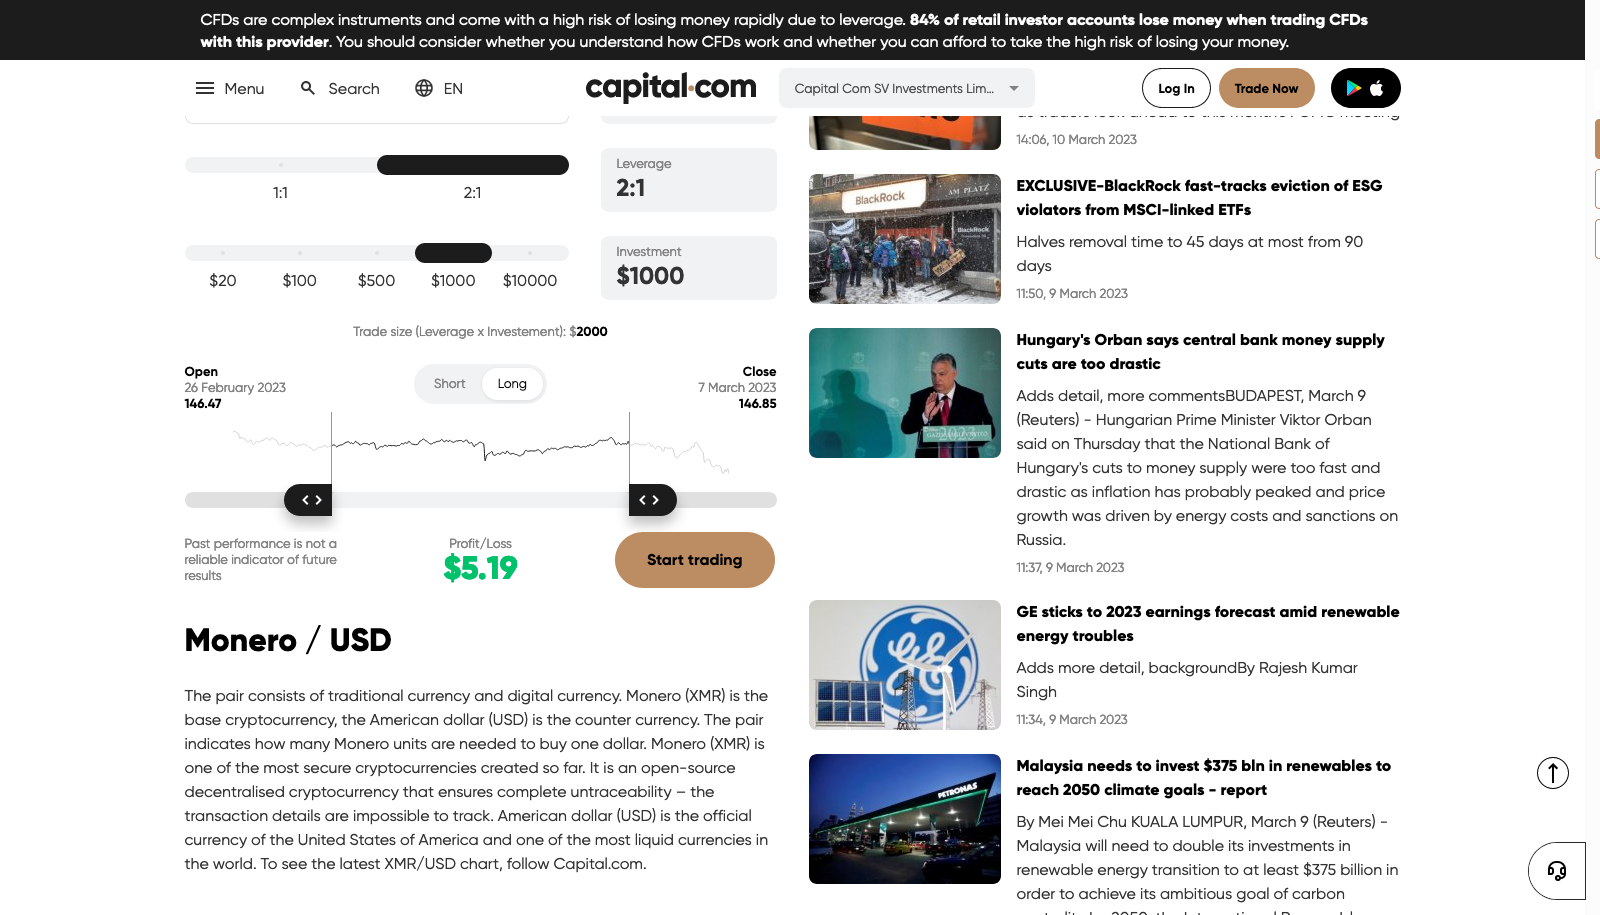 CFDs are complex instruments and come with a high risk of losing money rapidly due to leverage. 84% of retail investor accounts lose money when trading CFDs
with this provider. You should consider whether you understand how CFDs work and whether you can afford to take the high risk of losing your money.
Menu
Search
EN
capital.com
Capital Com SV Investments Lim...
Log In
Trade Now
1:1
2:1
Leverage
2:1
$20
$100
$500
$1000
$10000
Investment
$1000
Trade size (Leverage x Investement): $2000
Open
26 February 2023
146.47
Short
Long
Close
7 March 2023
146.85
Past performance is not a
reliable indicator of future
results
Profit/Loss
$5.19
Start trading
Monero / USD
The pair consists of traditional currency and digital currency. Monero (XMR) is the
base cryptocurrency, the American dollar (USD) is the counter currency. The pair
indicates how many Monero units are needed to buy one dollar. Monero (XMR) is
one of the most secure cryptocurrencies created so far. It is an open-source
decentralised cryptocurrency that ensures complete untraceability – the
transaction details are impossible to track. American dollar (USD) is the official
currency of the United States of America and one of the most liquid currencies in
the world. To see the latest XMR/USD chart, follow Capital.com.
as traders look ahead to this month's FOMC meeting
14:06, 10 March 2023
BlackRock
AM PLATZ
BlackRock
EXCLUSIVE-BlackRock fast-tracks eviction of ESG
violators from MSCI-linked ETFs
Halves removal time to 45 days at most from 90
days
11:50, 9 March 2023
Hungary's Orban says central bank money supply
cuts are too drastic
Adds detail, more commentsBUDAPEST, March 9
(Reuters) - Hungarian Prime Minister Viktor Orban
said on Thursday that the National Bank of
Hungary's cuts to money supply were too fast and
drastic as inflation has probably peaked and price
growth was driven by energy costs and sanctions on
Russia.
11:37, 9 March 2023
GE sticks to 2023 earnings forecast amid renewable
energy troubles
Adds more detail, backgroundBy Rajesh Kumar
Singh
11:34, 9 March 2023
PETRONAS
Malaysia needs to invest $375 bln in renewables to
reach 2050 climate goals - report
By Mei Mei Chu KUALA LUMPUR, March 9 (Reuters) -
Malaysia will need to double its investments in
renewable energy transition to at least $375 billion in
order to achieve its ambitious goal of carbon